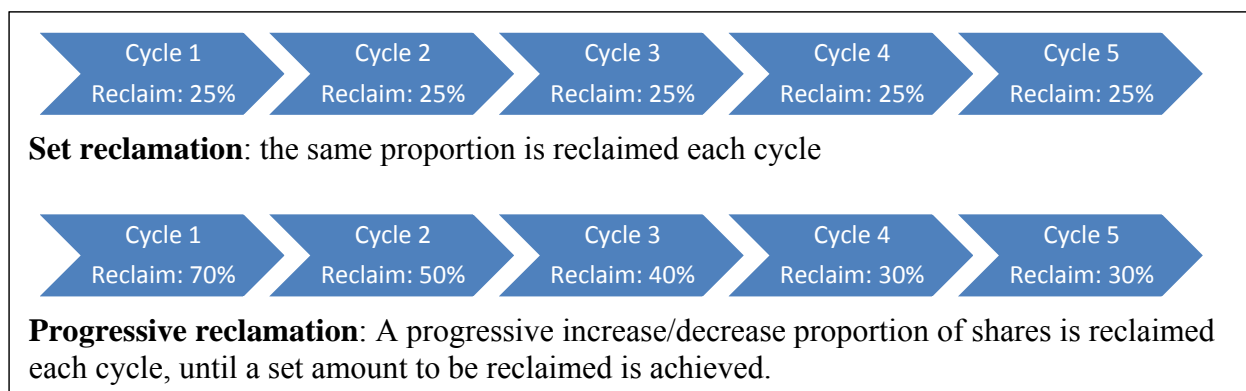 Cycle 1 Cycle 2 Cycle 3 Cycle 4 Cycle 5
Reclaim: 25% Reclaim: 25% Reclaim: 25% Reclaim: 25% Reclaim: 25%
Set reclamation: the same proportion is reclaimed each cycle
Cycle 1 Cycle 2 Cycle 3 Cycle 4 Cycle 5
Reclaim: 70% Reclaim: 50% Reclaim: 40% Reclaim: 30% Reclaim: 30%
Progressive reclamation: A progressive increase/decrease proportion of shares is reclaimed
each cycle, until a set amount to be reclaimed is achieved.